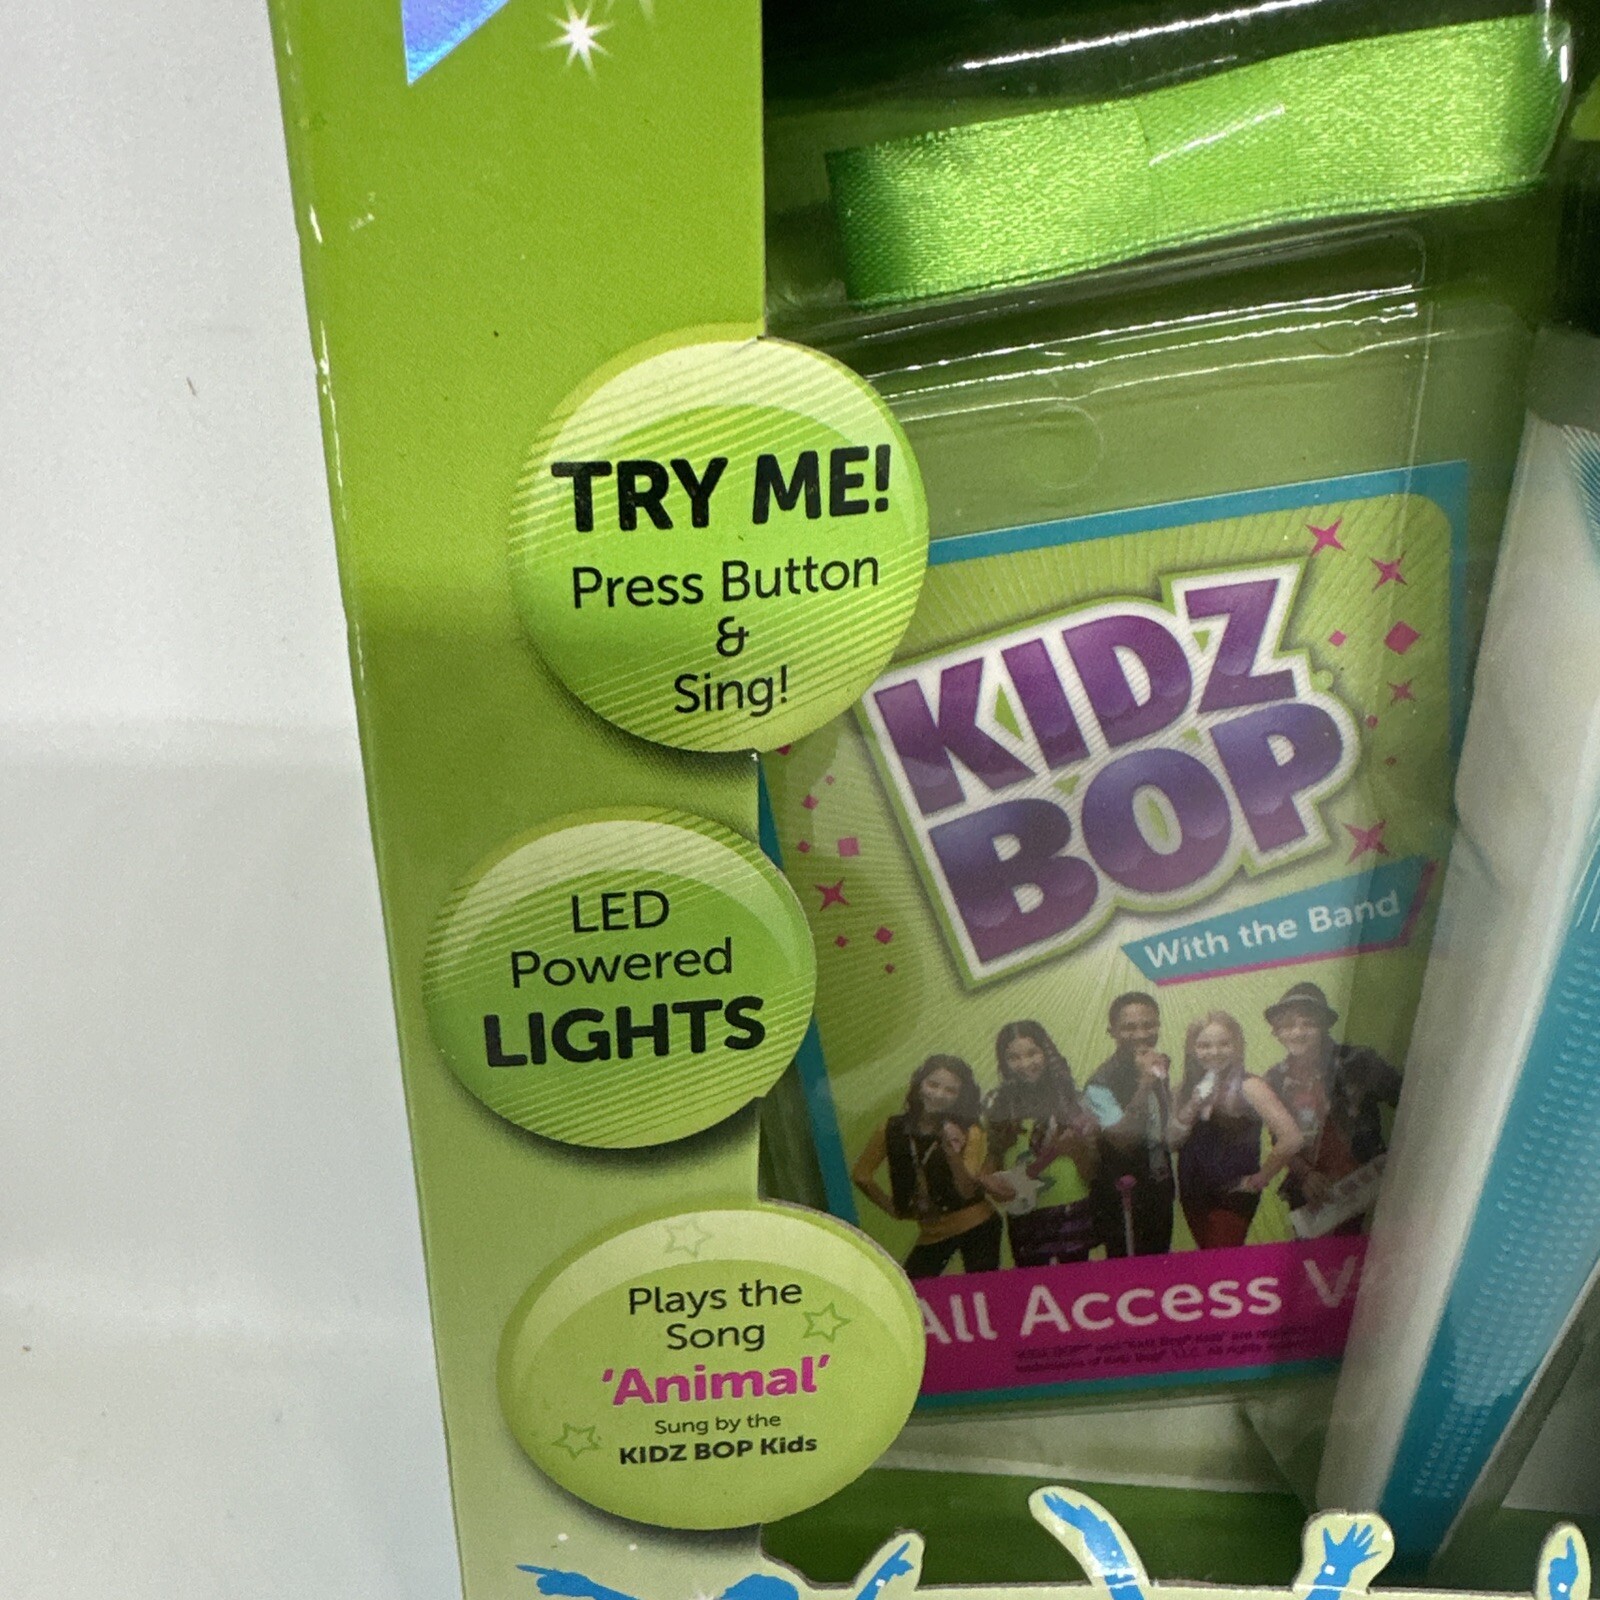 TRY ME!
Press Button
&
Sing!
LED
Powered
LIGHTS
Plays the
Song
'Animal'
Sung by the
KIDZ BOP Kids
KIDZ
BOP
With the Band
All Access